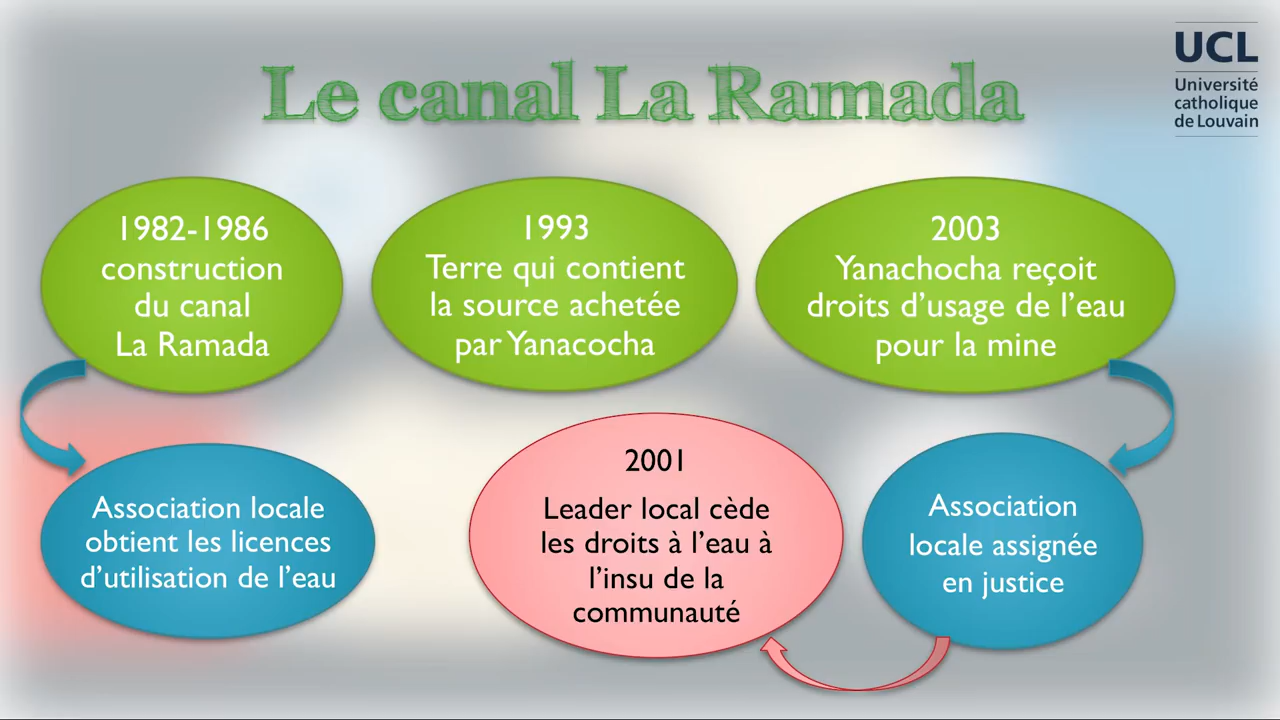 Le canal La Ramada
UCL
Université
catholique
de Louvain
1982-1986
construction
du canal
La Ramada
1993
Terre qui contient
la source achetée
par Yanacocha
2003
Yanachocha reçoit
droits d’usage de l’eau
pour la mine
Association locale
obtient les licences
d’utilisation de l’eau
2001
Leader local cède
les droits à l’eau à
l’insu de la
communauté
Association
locale assignée
en justice